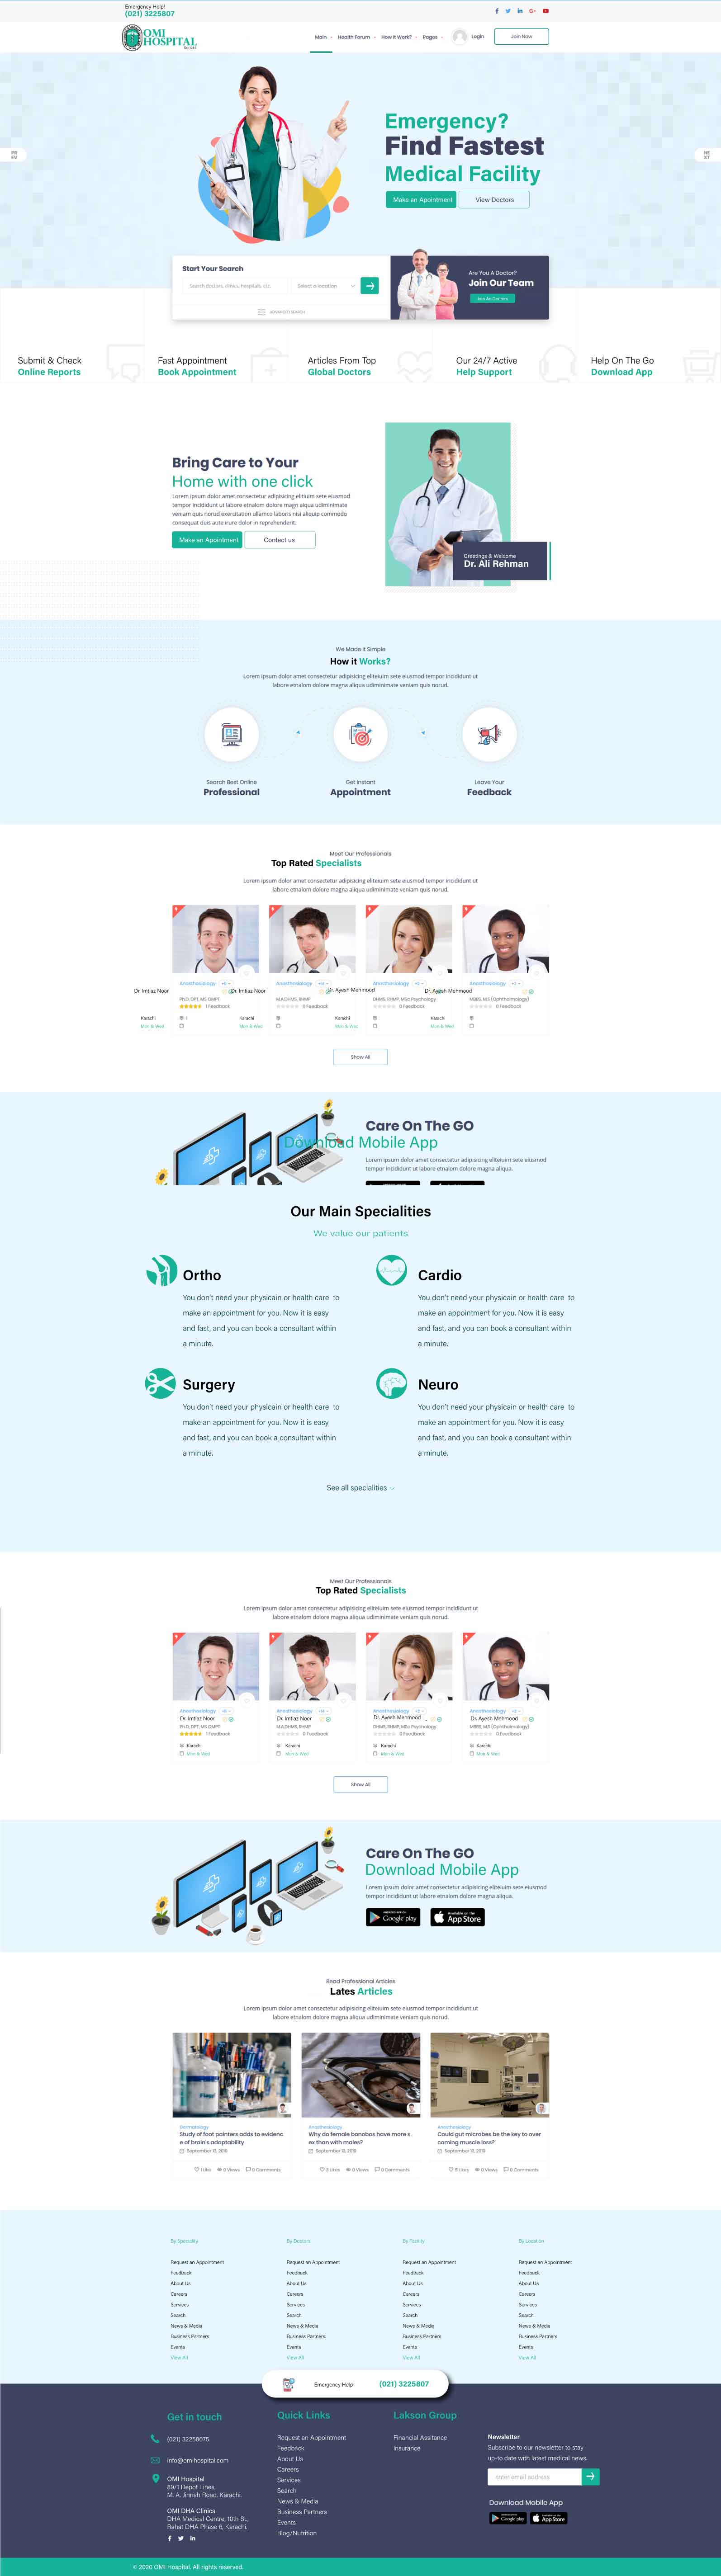 Emergency Help!
(021) 3225807
OMI
HOSPITAL
Main
Health Forum
How It Work?
Pages
Login
Join Now
PR
EV
NE
XT
Emergency?
Find Fastest
Medical Facility
Make an Apointment
View Doctors
Start Your Search
Search doctors, clinics, hospitals, etc.
Select a location
ADVANCED SEARCH
Are You A Doctor?
Join Our Team
Join As Doctors
Submit & Check
Online Reports
Fast Appointment
Book Appointment
Articles From Top
Global Doctors
Our 24/7 Active
Help Support
Help On The Go
Download App
Bring Care to Your
Home with one click
Lorem ipsum dolor amet consectetur adipisicing eliteium sete eiusmod
tempor incididunt ut labore etnalom dolore magn aiqua udiminimate
veniam quis norud exercitation ullamco laboris nisi aliquip commodo
consequat duis aute irure dolor in reprehenderit.
Make an Apointment
Contact us
Greetings & Welcome
Dr. Ali Rehman
We Made It Simple
How it Works?
Lorem ipsum dolor amet consectetur adipisicing eliteuim sete eiusmod tempor incididunt ut
labore etnalom dolore magna aliqua udiminimate veniam quis norud.
Search Best Online
Professional
Get Instant
Appointment
Leave Your
Feedback
Meet Our Professionals
Top Rated Specialists
Lorem ipsum dolor amet consectetur adipisicing eliteuim sete eiusmod tempor incididunt ut
labore etnalom dolore magna aliqua udiminimate veniam quis norud.
Anesthesiology
Anesthesiology
Anesthesiology
Anesthesiology
Dr. Imtiaz Noor
Dr. Imtiaz Noor
Dr. Ayesh Mehmood
Dr. Ayesh Mehmood
Ph.D, DPT, MS OMPT
M.H.DHMS, RHMP
DHMS, RHMP, MSc Psychology
MBBS, M.S (Ophthalmology)
1 Feedback
0 Feedback
0 Feedback
0 Feedback
Karachi
Karachi
Karachi
Karachi
Mon & Wed
Mon & Wed
Mon & Wed
Mon & Wed
Show All
Care On The GO
Download Mobile App
Lorem ipsum dolor amet consectetur adipisicing eliteiuim sete eiusmod
tempor incididunt ut labore etnalom dolore magna aliqua.
Our Main Specialities
We value our patients
Ortho
You don't need your physicain or health care to
make an appointment for you. Now it is easy
and fast, and you can book a consultant within
a minute.
Cardio
You don't need your physicain or health care to
make an appointment for you. Now it is easy
and fast, and you can book a consultant within
a minute.
Surgery
You don't need your physicain or health care to
make an appointment for you. Now it is easy
and fast, and you can book a consultant within
a minute.
Neuro
You don't need your physicain or health care to
make an appointment for you. Now it is easy
and fast, and you can book a consultant within
a minute.
See all specialities
Meet Our Professionals
Top Rated Specialists
Lorem ipsum dolor amet consectetur adipisicing eliteuim sete eiusmod tempor incididunt ut
labore etnalom dolore magna aliqua udiminimate veniam quis norud.
Anesthesiology
Dr. Imtiaz Noor
Ph.D, DPT, MS OMPT
1 Feedback
Karachi
Mon & Wed
Anesthesiology
Dr. Imtiaz Noor
M.H.DHMS, RHMP
0 Feedback
Karachi
Mon & Wed
Anesthesiology
Dr. Ayesh Mehmood
DHMS, RHMP, MSc Psychology
0 Feedback
Karachi
Mon & Wed
Anesthesiology
Dr. Ayesh Mehmood
MBBS, M.S (Ophthalmology)
0 Feedback
Karachi
Mon & Wed
Show All
Care On The GO
Download Mobile App
Lorem ipsum dolor amet consectetur adipisicing eliteiuim sete eiusmod
tempor incididunt ut labore etnalom dolore magna aliqua.
Google play
Available on the
App Store
Read Professional Articles
Lates Articles
Lorem ipsum dolor amet consectetur adipisicing eliteuim sete eiusmod tempor incididunt ut
labore etnalom dolore magna aliqua udiminimate veniam quis norud.
Dermatology
Study of foot painters adds to evidenc
e of brain's adaptability
September 13, 2019
1 Like
0 Views
0 Comments
Anesthesiology
Why do female bonobos have more s
ex than with males?
September 12, 2019
3 Likes
0 Views
0 Comments
Anesthesiology
Could gut microbes be the key to over
coming muscle loss?
September 12, 2019
0 Views
0 Comments
By Speciality
Request an Appointment
Feedback
About Us
Careers
Services
Search
News & Media
Business Partners
Events
View All
By Doctors
Request an Appointment
Feedback
About Us
Careers
Services
Search
News & Media
Business Partners
Events
View All
By Facility
Request an Appointment
Feedback
About Us
Careers
Services
Search
News & Media
Business Partners
Events
View All
By Location
Request an Appointment
Feedback
About Us
Careers
Services
Search
News & Media
Business Partners
Events
View All
Emergency Help!
(021) 3225807
Get in touch
(021) 32258075
info@omihospital.com
OMI Hospital
89/1 Depot Lines,
M. A. Jinnah Road, Karachi.
OMI DHA Clinics
DHA Medical Centre, 10th St.,
Rahat DHA Phase 6, Karachi.
Quick Links
Request an Appointment
Feedback
About Us
Careers
Services
Search
News & Media
Business Partners
Events
Blog/Nutrition
Lakson Group
Financial Assitance
Insurance
Newsletter
Subscribe to our newsletter to stay
up-to date with latest medical news.
enter email address
Download Mobile App
Google play
App Store
© 2020 OMI Hospital. All rights reserved.